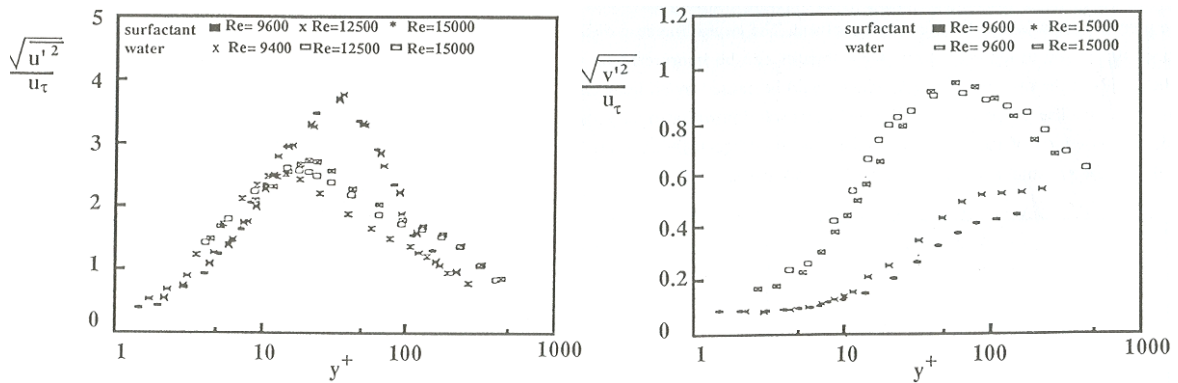 surfactant Re= 9600 x Re=12500 * Re=15000
water x Re= 9400 Re=12500 Re=15000
√u'²
uτ
5
4
3
2
1
0
1 10 100 1000
y+
surfactant Re= 9600 * Re=15000
water Re= 9600 Re=15000
√v'²
uτ
1.2
1
0.8
0.6
0.4
0.2
0
1 10 100 1000
y+